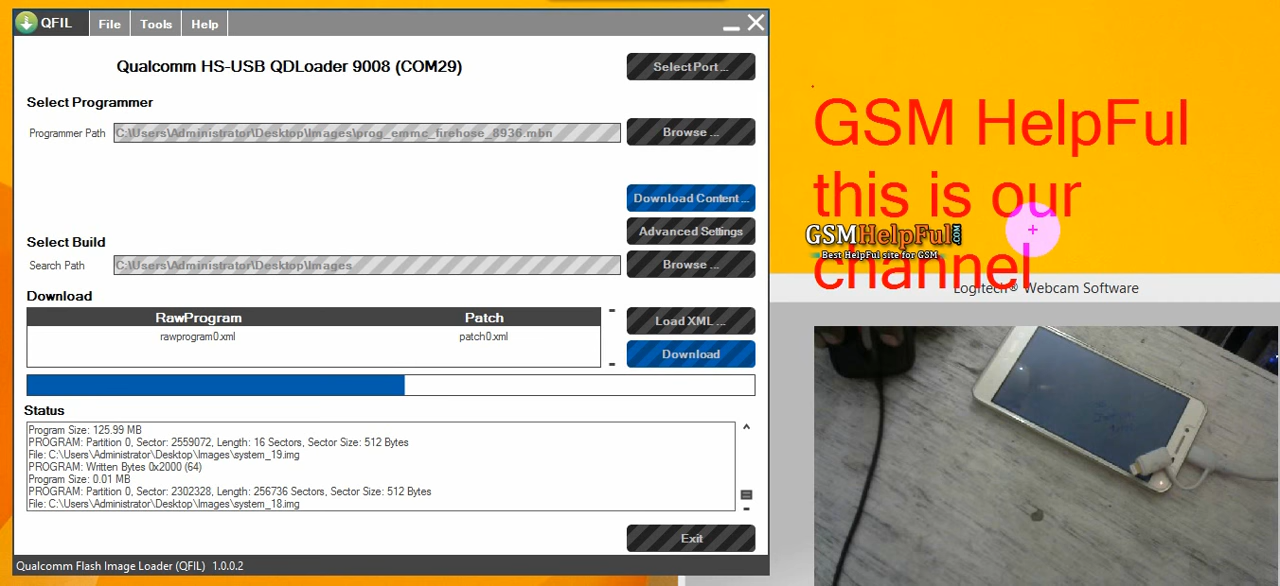 QFIL File Tools Help
Qualcomm HS-USB QDLoader 9008 (COM29)
Select Port ...
Select Programmer
Programmer Path C:\Users\Administrator\Desktop\Images\prog_emmc_firehose_8936.mbn Browse ...
Download Content ...
Advanced Settings
Select Build
Search Path C:\Users\Administrator\Desktop\Images Browse ...
Download
RawProgram Patch
rawprogram0.xml patch0.xml
Load XML ...
Download
Status
Program Size: 125.99 MB
PROGRAM: Partition 0, Sector: 2559072, Length: 16 Sectors, Sector Size: 512 Bytes
File: C:\Users\Administrator\Desktop\Images\system_19.img
PROGRAM: Written Bytes 0x2000 (64)
Program Size: 0.01 MB
PROGRAM: Partition 0, Sector: 2302328, Length: 256736 Sectors, Sector Size: 512 Bytes
File: C:\Users\Administrator\Desktop\Images\system_18.img
Exit
Qualcomm Flash Image Loader (QFIL) 1.0.0.2
GSM HelpFul
this is our
channel
GSMHelpFul.COM
Best HelpFul site for GSM
Logitech® Webcam Software